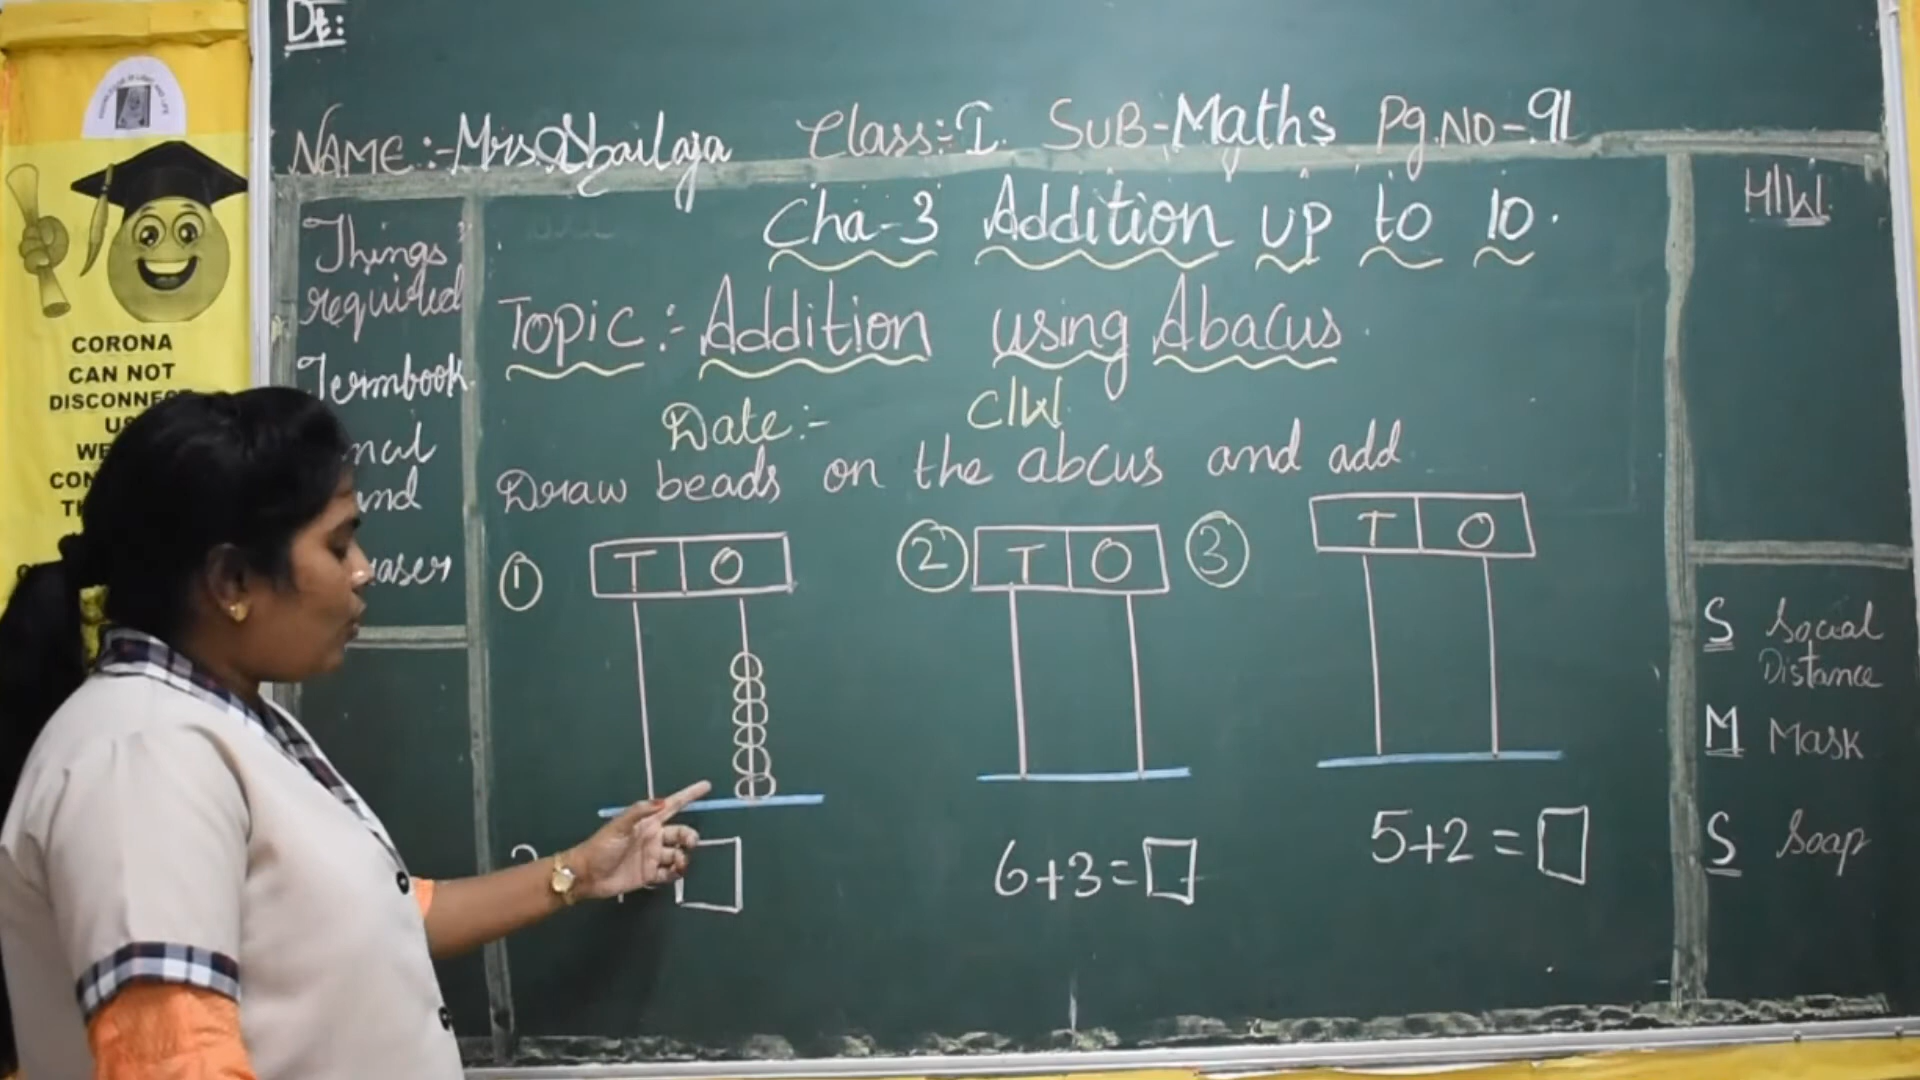 Dt:
NAME:-Mrs.Shailaja Class:-I. SUB-Maths Pg.NO-91
Cha-3 Addition up to 10.
Topic:- Addition using Abacus.
Date:- C/W
Draw beads on the abcus and add
① T O
② T O
③ T O
6+3=
5+2=
Things required
Termbook
H/W
S Social Distance
M Mask
S Soap
CORONA
CAN NOT